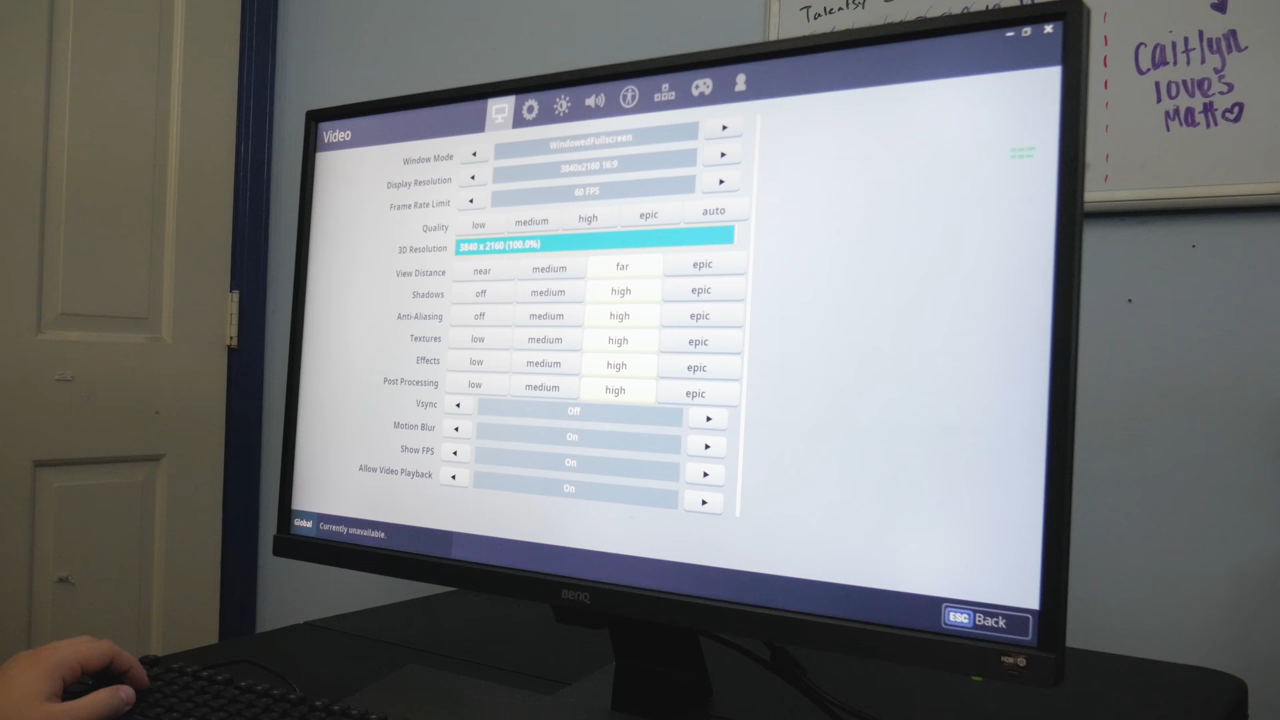 Caitlyn
loves
Matt
Video
Window Mode
WindowedFullscreen
Display Resolution
3840x2160 16:9
Frame Rate Limit
60 FPS
Quality low medium high epic auto
3D Resolution
3840 x 2160 (100.0%)
View Distance near medium far epic
Shadows off medium high epic
Anti-Aliasing off medium high epic
Textures low medium high epic
Effects low medium high epic
Post Processing low medium high epic
Vsync Off
Motion Blur On
Show FPS On
Allow Video Playback On
Global Currently unavailable.
ESC Back
BenQ